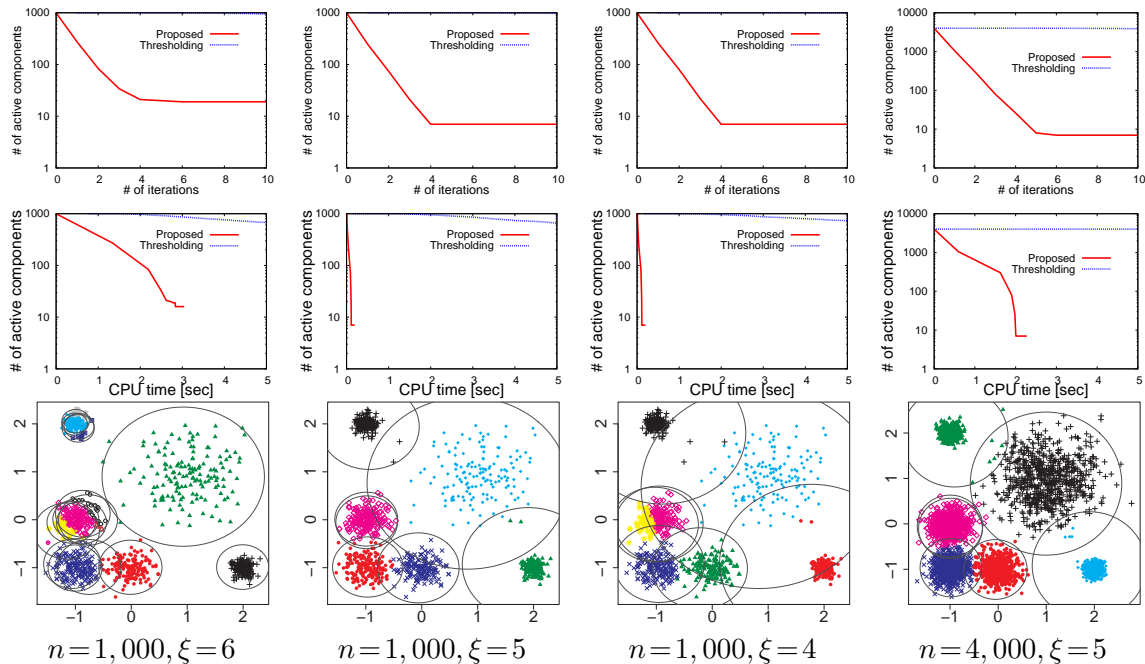 1000
100
10
1
# of active components
Proposed
Thresholding
0 2 4 6 8 10
# of iterations
1000
100
10
1
# of active components
Proposed
Thresholding
0 2 4 6 8 10
# of iterations
1000
100
10
1
# of active components
Proposed
Thresholding
0 2 4 6 8 10
# of iterations
10000
1000
100
10
1
# of active components
Proposed
Thresholding
0 2 4 6 8 10
# of iterations
1000
100
10
1
# of active components
Proposed
Thresholding
0 1 2 3 4 5
CPU time [sec]
1000
100
10
1
# of active components
Proposed
Thresholding
0 1 2 3 4 5
CPU time [sec]
1000
100
10
1
# of active components
Proposed
Thresholding
0 1 2 3 4 5
CPU time [sec]
10000
1000
100
10
1
# of active components
Proposed
Thresholding
0 1 2 3 4 5
CPU time [sec]
2
1
0
−1
−1 0 1 2
2
1
0
−1
−1 0 1 2
2
1
0
−1
−1 0 1 2
2
1
0
−1
−1 0 1 2
n=1,000, ξ=6
n=1,000, ξ=5
n=1,000, ξ=4
n=4,000, ξ=5